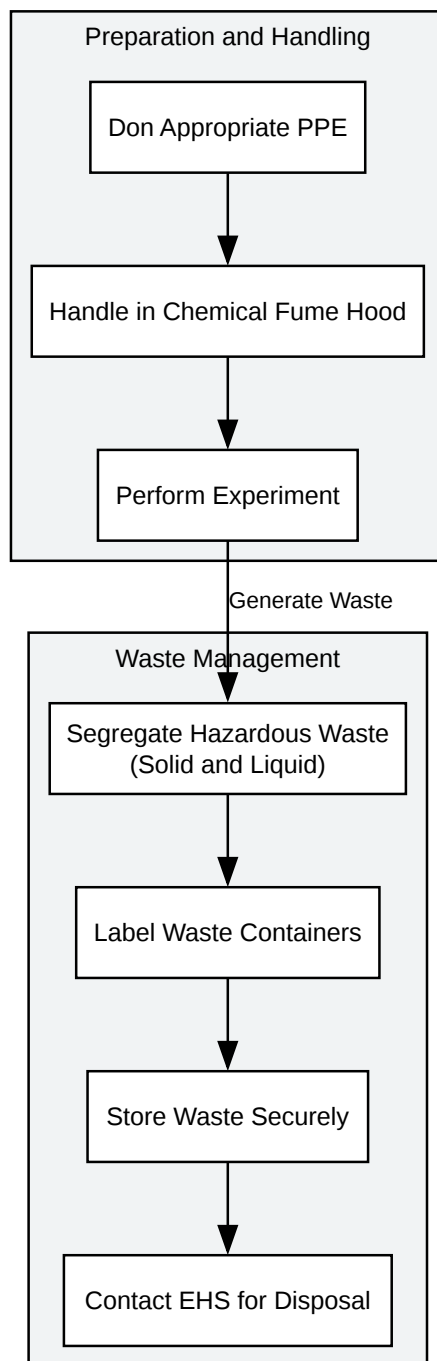 Preparation and Handling
Don Appropriate PPE
Handle in Chemical Fume Hood
Perform Experiment
Generate Waste
Waste Management
Segregate Hazardous Waste
(Solid and Liquid)
Label Waste Containers
Store Waste Securely
Contact EHS for Disposal